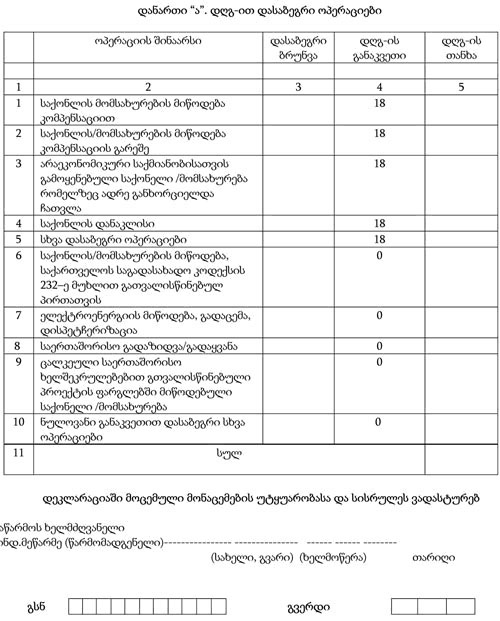 დანართი “ა”. დღგ-ით დასაბეგრი ოპერაციები
ოპერაციის შინაარსი დასაბეგრი დღგ-ის დღგ-ის
ბრუნვა განაკვეთი თანხა
1 2 3 4 5
1 საქონლის მომსახურების მიწოდება 18
კომპენსაციით
2 საქონლის/მომსახურების მიწოდება 18
კომპენსაციის გარეშე
3 არაეკონომიკური საქმიანობისათვის 18
გამოყენებული საქონელი /მომსახურება
რომელზეც ადრე განხორციელდა
ჩათვლა
4 საქონლის დანაკლისი 18
5 სხვა დასაბეგრი ოპერაციები 18
6 საქონლის/მომსახურების მიწოდება, 0
საქართველოს საგადასახადო კოდექსის
232–ე მუხლით გათვალისწინებულ
პირთათვის
7 ელექტროენერგიის მიწოდება, გადაცემა, 0
დისპეტჩერიზაცია
8 საერთაშორისო გადაზიდვა/გადაყვანა 0
9 ცალკეული საერთაშორისო 0
ხელშეკრულებებით გთვალისწინებული
პროექტის ფარგლებში მიწოდებული
საქონელი /მომსახურება
10 ნულოვანი განაკვეთით დასაბეგრი სხვა 0
ოპერაციები
11 სულ
დეკლარაციაში მოცემული მონაცემების უტყუარობასა და სისრულეს ვადასტურებ
აწარმოს ხელმძღვანელი
ინდ.მეწარმე (წარმომადგენელი)---------------- --------------- ------ ------ --------
(სახელი, გვარი) (ხელმოწერა) თარიღი
გსნ გვერდი